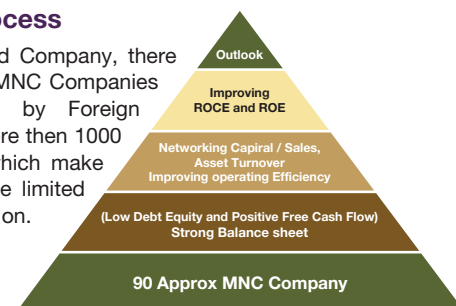 ocess
d Company, there
MNC Companies
by Foreign
re then 1000
which make
e limited
on.
Outlook
Improving
ROCE and ROE
Networking Capiral / Sales,
Asset Turnover
Improving operating Efficiency
(Low Debt Equity and Positive Free Cash Flow)
Strong Balance sheet
90 Approx MNC Company